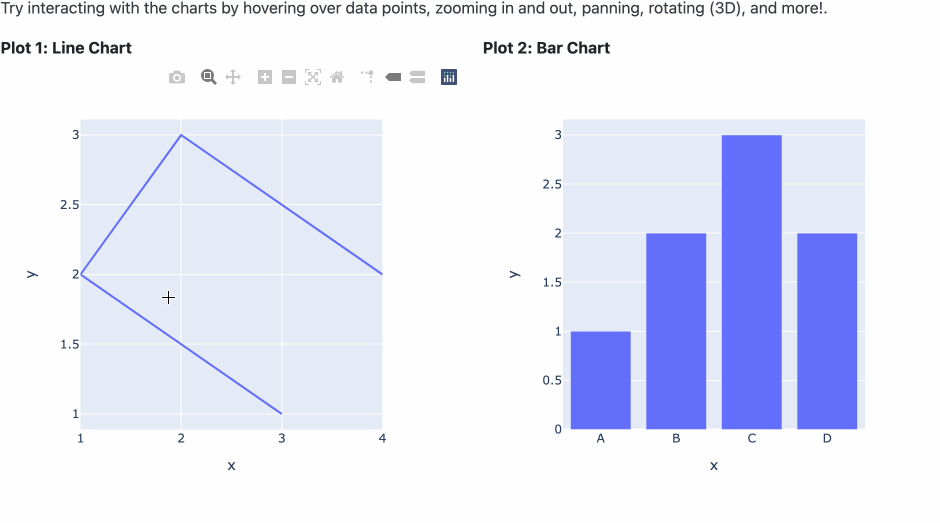 Try interacting with the charts by hovering over data points, zooming in and out, panning, rotating (3D), and more!.
Plot 1: Line Chart
Plot 2: Bar Chart
3
2.5
2
1.5
1
y
1 2 3 4
x
3
2.5
2
1.5
1
0.5
0
y
A B C D
x